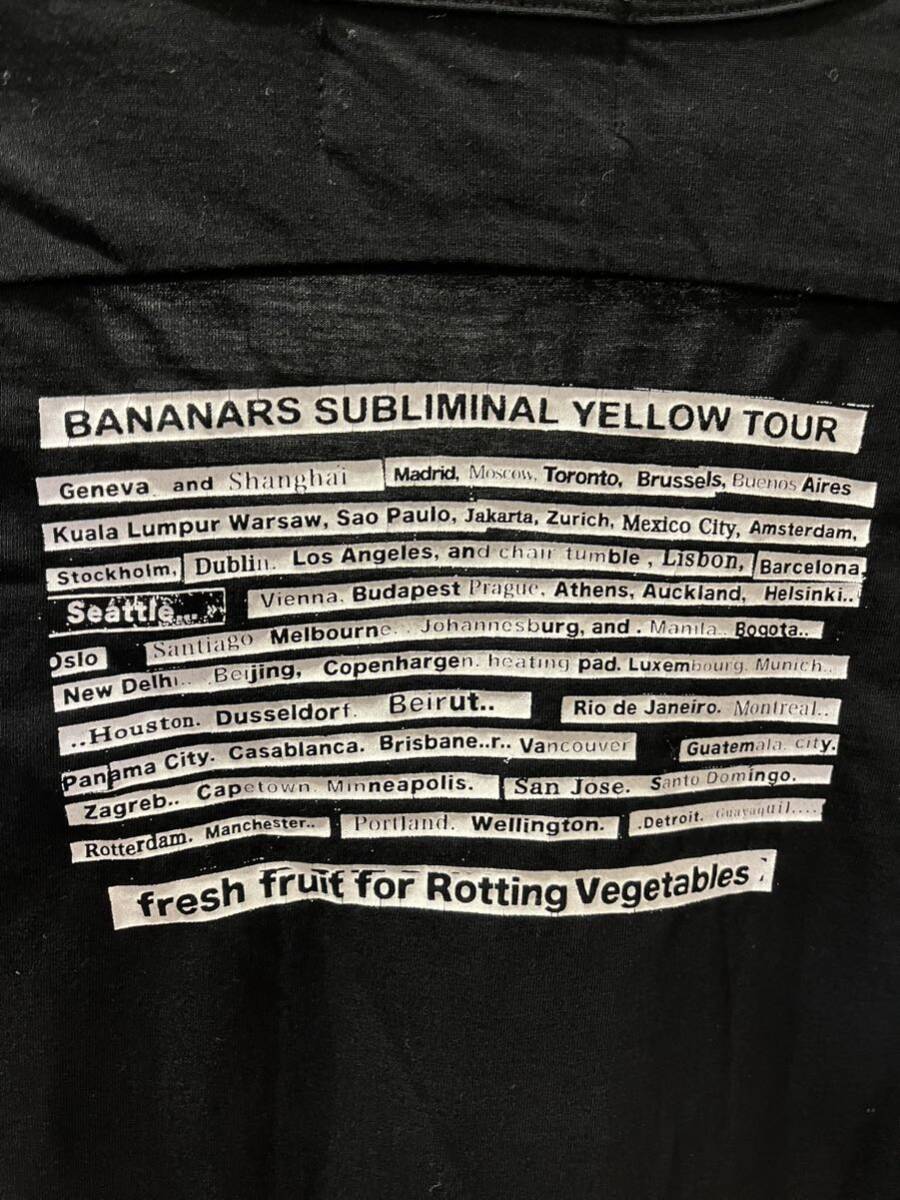 BANANARS SUBLIMINAL YELLOW TOUR
Geneva and Shanghai Madrid, Moscow, Toronto, Brussels, Buenos Aires
Kuala Lumpur Warsaw, Sao Paulo, Jakarta, Zurich, Mexico City, Amsterdam,
Stockholm, Dublin. Los Angeles, and chair tumble , Lisbon, Barcelona,
Seattle... » Vienna. Budapest Prague. Athens, Auckland, Helsinki..
Oslo Santiago Melbourne. . Johannesburg, and . Manila.. Bogota..
New Delhi.. .Beijing, Copenhargen. heating pad. Luxembourg. Munich..
..Houston. Dusseldorf. Beirut.. Rio de Janeiro. Montreal..
Panama City. Casablanca. Brisbane..r.. Vancouver Guatemala. city.
Zagreb.. Capetown. Minneapolis. San Jose. Santo Domingo.
Rotterdam. Manchester.. Portland. Wellington. .Detroit. Guayaquil....
fresh fruit for Rotting Vegetables ;